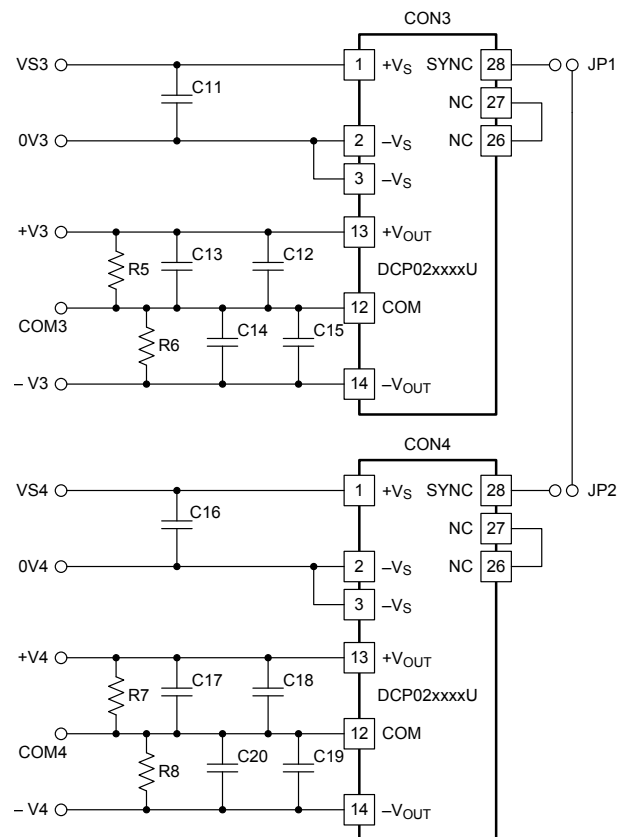 CON3
VS3 1 +VS SYNC 28 JP1
C11
NC 27
0V3 2 –VS NC 26
3 –VS
+V3 13 +VOUT
R5 C13 C12 DCP02xxxxU
COM3 12 COM
R6 C14 C15
– V3 14 –VOUT
CON4
VS4 1 +VS SYNC 28 JP2
C16
NC 27
0V4 2 –VS NC 26
3 –VS
+V4 13 +VOUT
R7 C17 C18 DCP02xxxxU
COM4 12 COM
R8 C20 C19
– V4 14 –VOUT